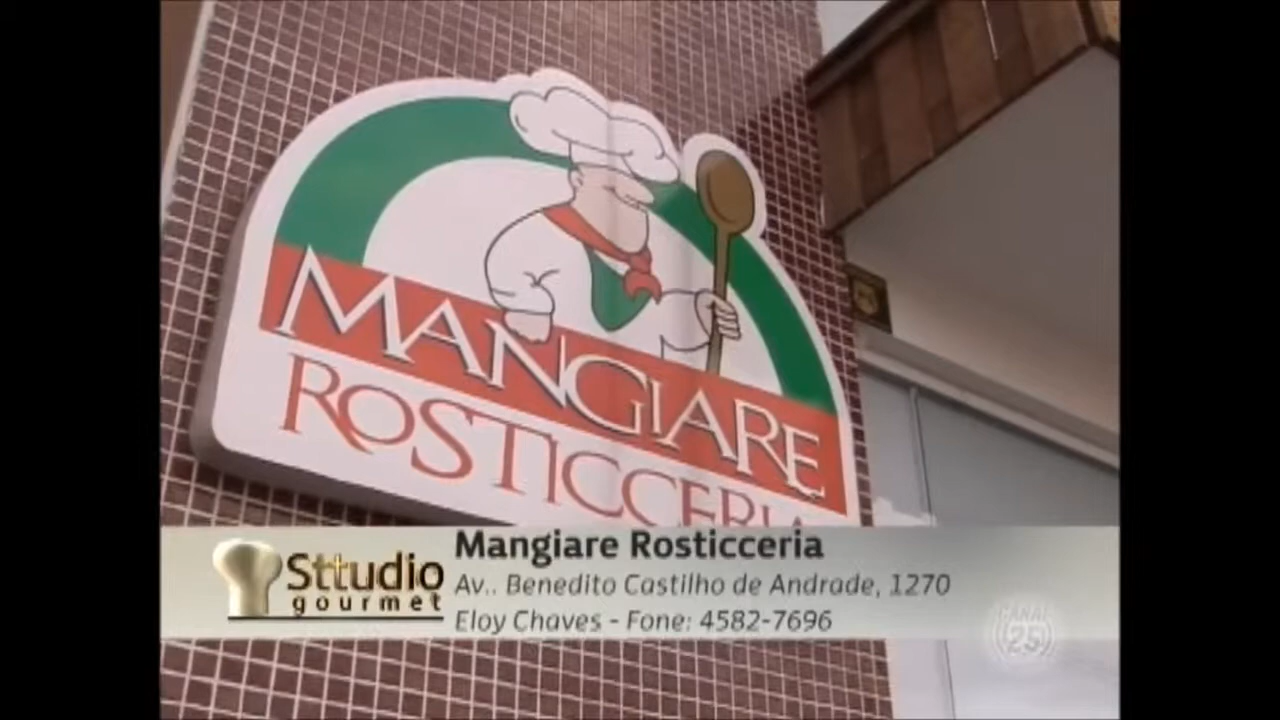 MANGIARE
ROSTICCERIA
Sttudio
gourmet
Mangiare Rosticceria
Av.. Benedito Castilho de Andrade, 1270
Eloy Chaves - Fone: 4582-7696
CANAL
25